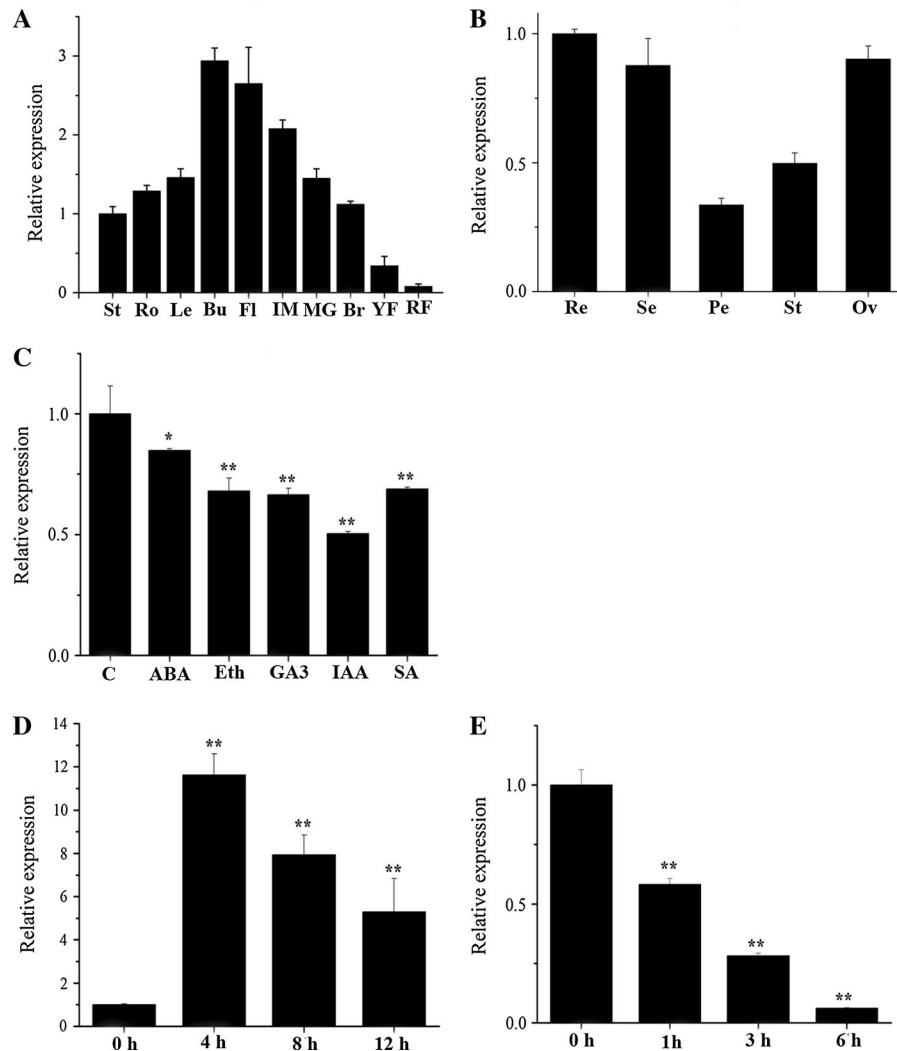 A
Relative expression
3
2
1
0
St Ro Le Bu Fl IM MG Br YF RF
B
Relative expression
1.0
0.5
0.0
Re Se Pe St Ov
C
Relative expression
1.0
0.5
0.0
* ** ** ** **
C ABA Eth GA3 IAA SA
D
Relative expression
14
12
10
8
6
4
2
1
0
** ** **
0 h 4 h 8 h 12 h
E
Relative expression
1.0
0.5
0.0
** ** **
0 h 1h 3 h 6 h